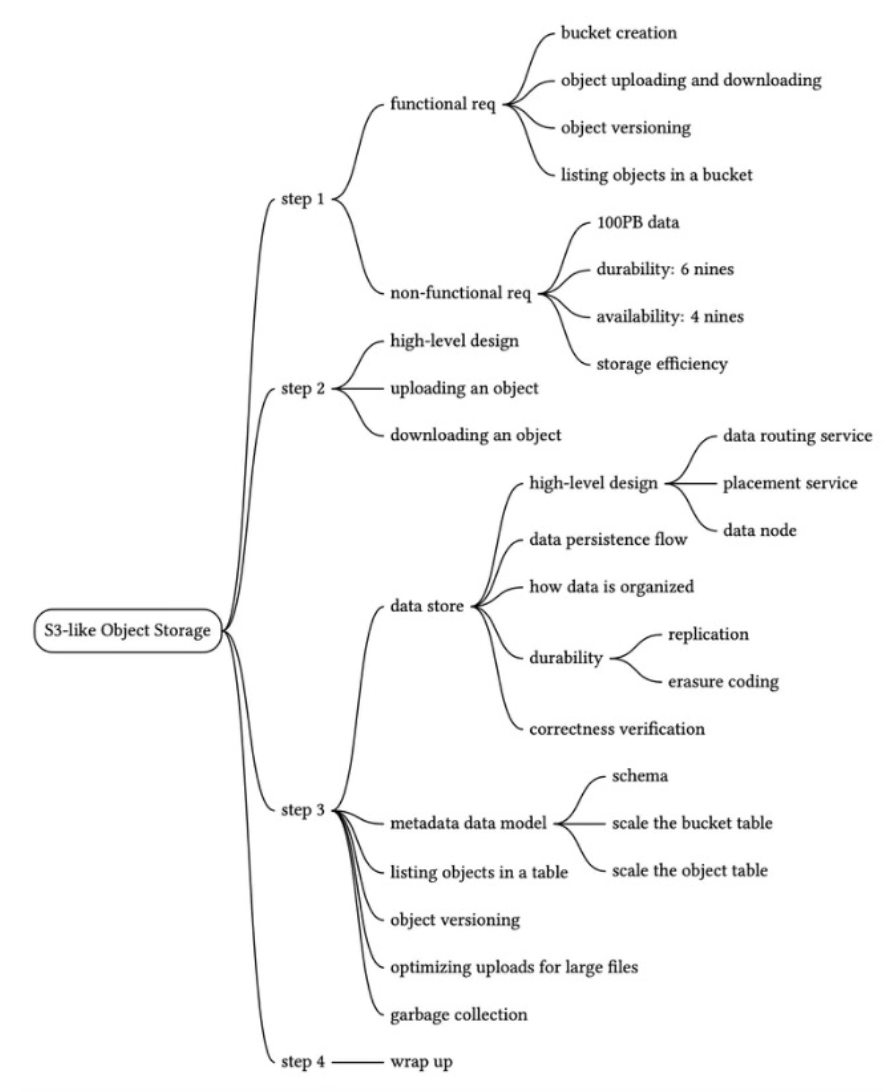 bucket creation
object uploading and downloading
functional req
object versioning
listing objects in a bucket
step 1
100PB data
durability: 6 nines
non-functional req
availability: 4 nines
storage efficiency
high-level design
step 2
uploading an object
downloading an object
data routing service
high-level design
placement service
data node
data persistence flow
how data is organized
data store
S3-like Object Storage
replication
durability
erasure coding
correctness verification
step 3
schema
metadata data model
scale the bucket table
scale the object table
listing objects in a table
object versioning
optimizing uploads for large files
garbage collection
step 4
wrap up